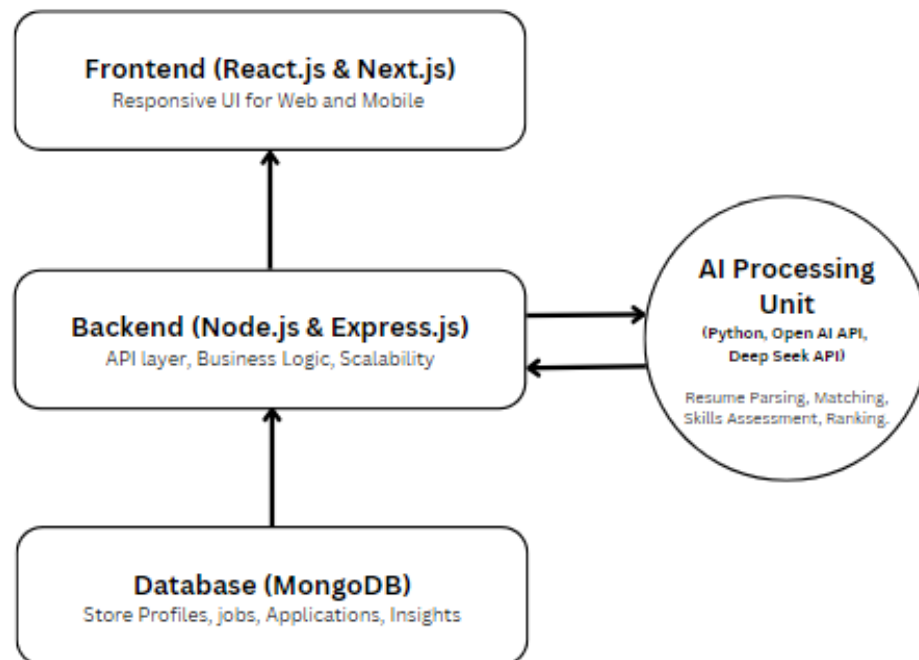 Frontend (React.js & Next.js)
Responsive UI for Web and Mobile
Backend (Node.js & Express.js)
API layer, Business Logic, Scalability
AI Processing
Unit
(Python, Open AI API,
Deep Seek API)
Resume Parsing, Matching,
Skills Assessment, Ranking.
Database (MongoDB)
Store Profiles, jobs, Applications, Insights